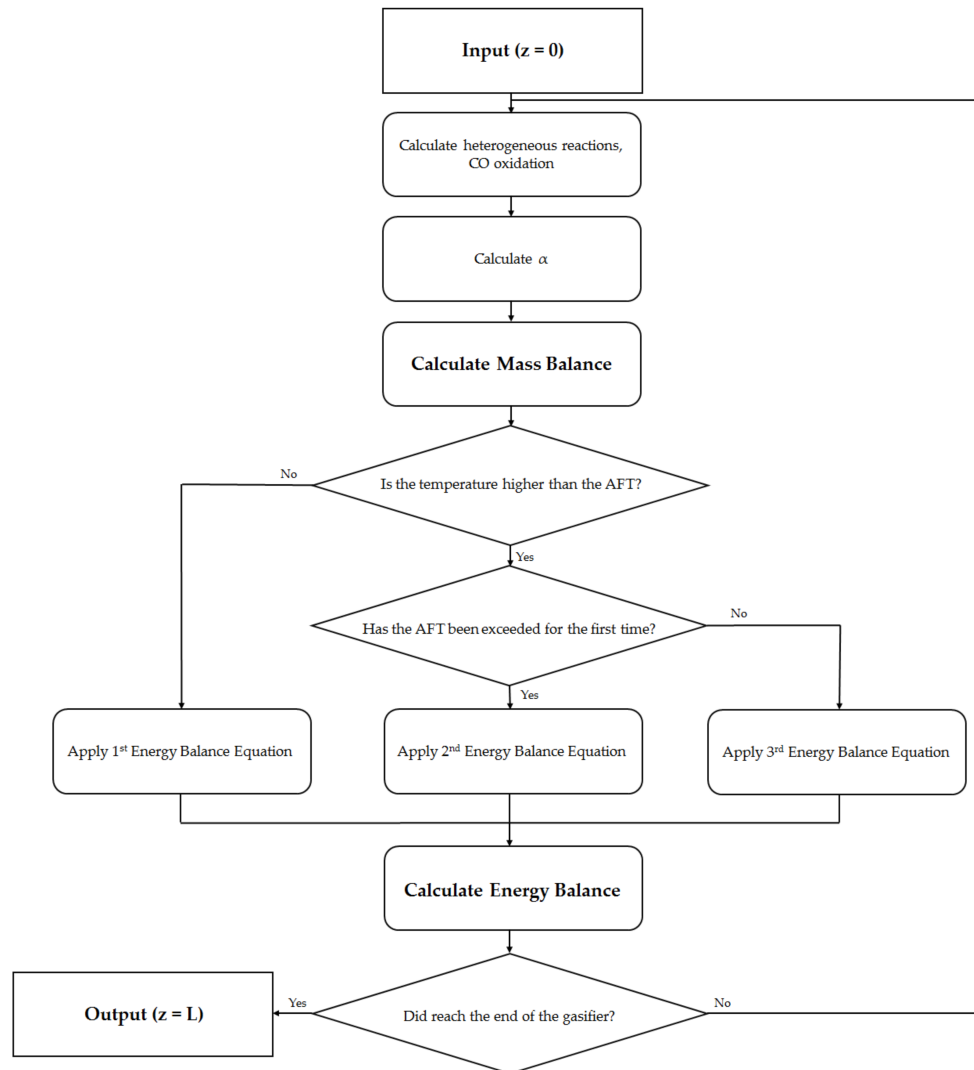 Input (z = 0)
Calculate heterogeneous reactions,
CO oxidation
Calculate α
Calculate Mass Balance
No
Is the temperature higher than the AFT?
Yes
No
Has the AFT been exceeded for the first time?
Yes
Apply 1st Energy Balance Equation
Apply 2nd Energy Balance Equation
Apply 3rd Energy Balance Equation
Calculate Energy Balance
Output (z = L)
Yes
Did reach the end of the gasifier?
No